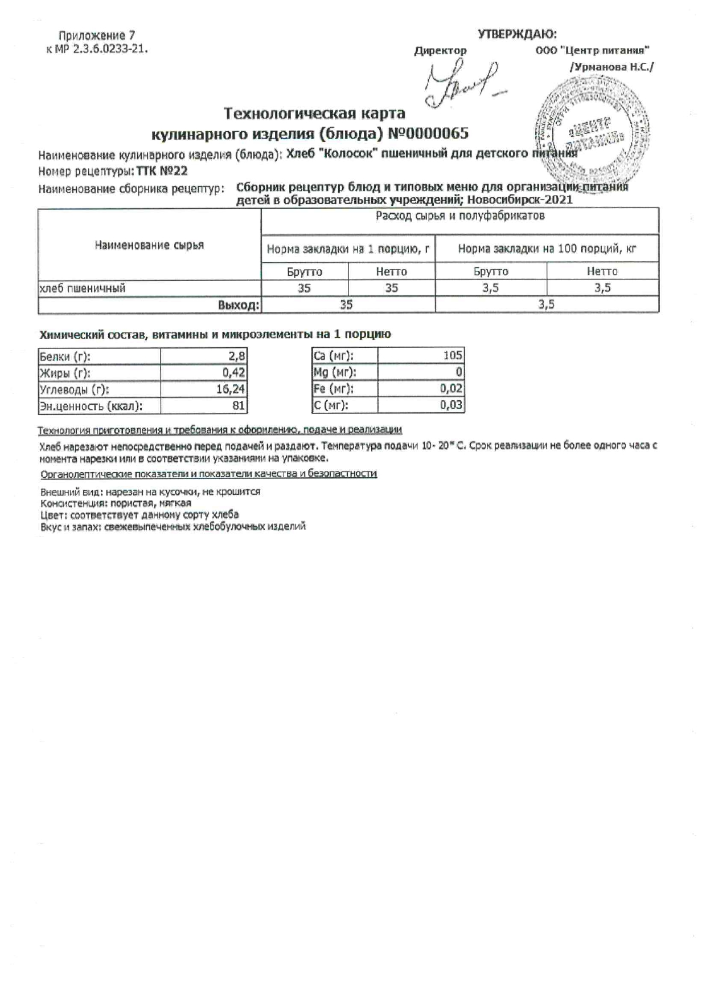 Приложение 7
к МР 2.3.6.0233-21.
УТВЕРЖДАЮ:
Директор ООО "Центр питания"
/Урманова Н.С./
ОГРН
ЦЕНТР
ПИТАНИЯ
Технологическая карта
кулинарного изделия (блюда) №0000065
Наименование кулинарного изделия (блюда): Хлеб "Колосок" пшеничный для детского питания
Номер рецептуры: ТТК №22
Наименование сборника рецептур: Сборник рецептур блюд и типовых меню для организации питания
детей в образовательных учреждений; Новосибирск-2021
Наименование сырья
Расход сырья и полуфабрикатов
Норма закладки на 1 порцию, г Норма закладки на 100 порций, кг
Брутто Нетто Брутто Нетто
хлеб пшеничный 35 35 3,5 3,5
Выход: 35 3,5
Химический состав, витамины и микроэлементы на 1 порцию
Белки (г): 2,8 Ca (мг): 105
Жиры (г): 0,42 Mg (мг): 0
Углеводы (г): 16,24 Fe (мг): 0,02
Эн.ценность (ккал): 81 C (мг): 0,03
Технология приготовления и требования к оформлению, подаче и реализации
Хлеб нарезают непосредственно перед подачей и раздают. Температура подачи 10- 20° С. Срок реализации не более одного часа с
момента нарезки или в соответствии указаниями на упаковке.
Органолептические показатели и показатели качества и безопастности
Внешний вид: нарезан на кусочки, не крошится
Консистенция: пористая, мягкая
Цвет: соответствует данному сорту хлеба
Вкус и запах: свежевыпеченных хлебобулочных изделий